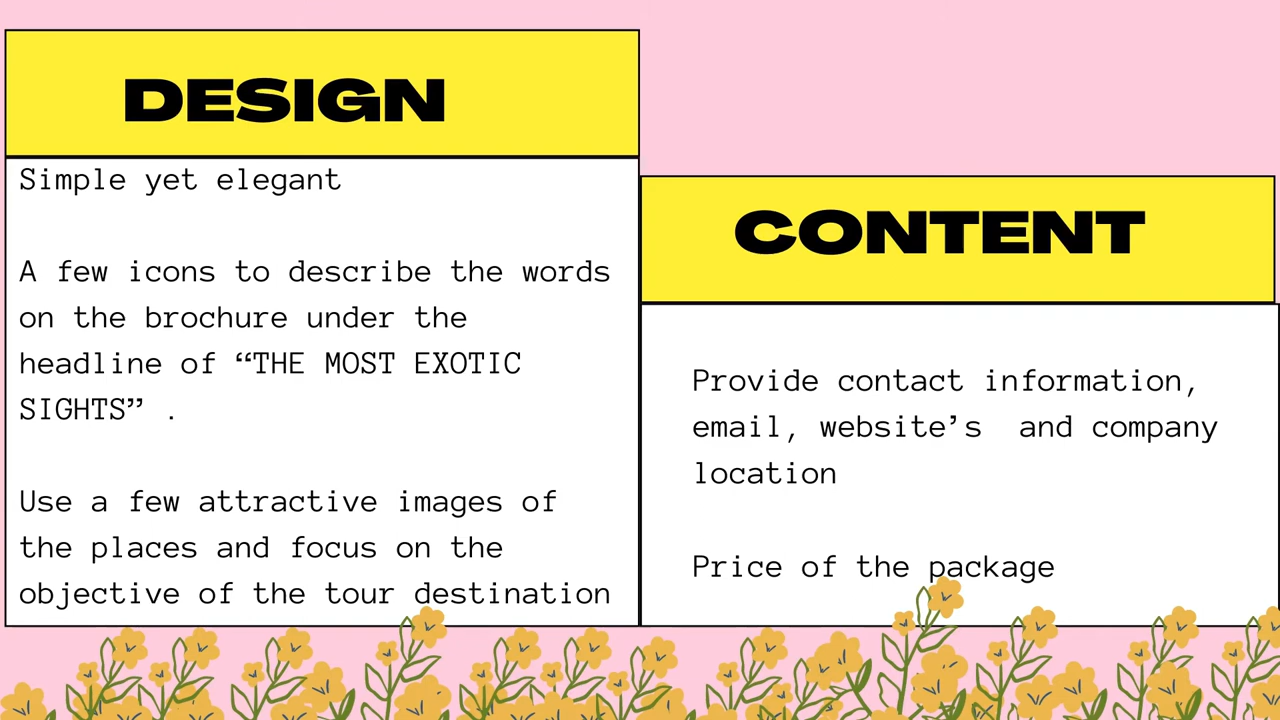 DESIGN
Simple yet elegant
A few icons to describe the words
on the brochure under the
headline of “THE MOST EXOTIC
SIGHTS” .
Use a few attractive images of
the places and focus on the
objective of the tour destination
CONTENT
Provide contact information,
email, website’s  and company
location
Price of the package